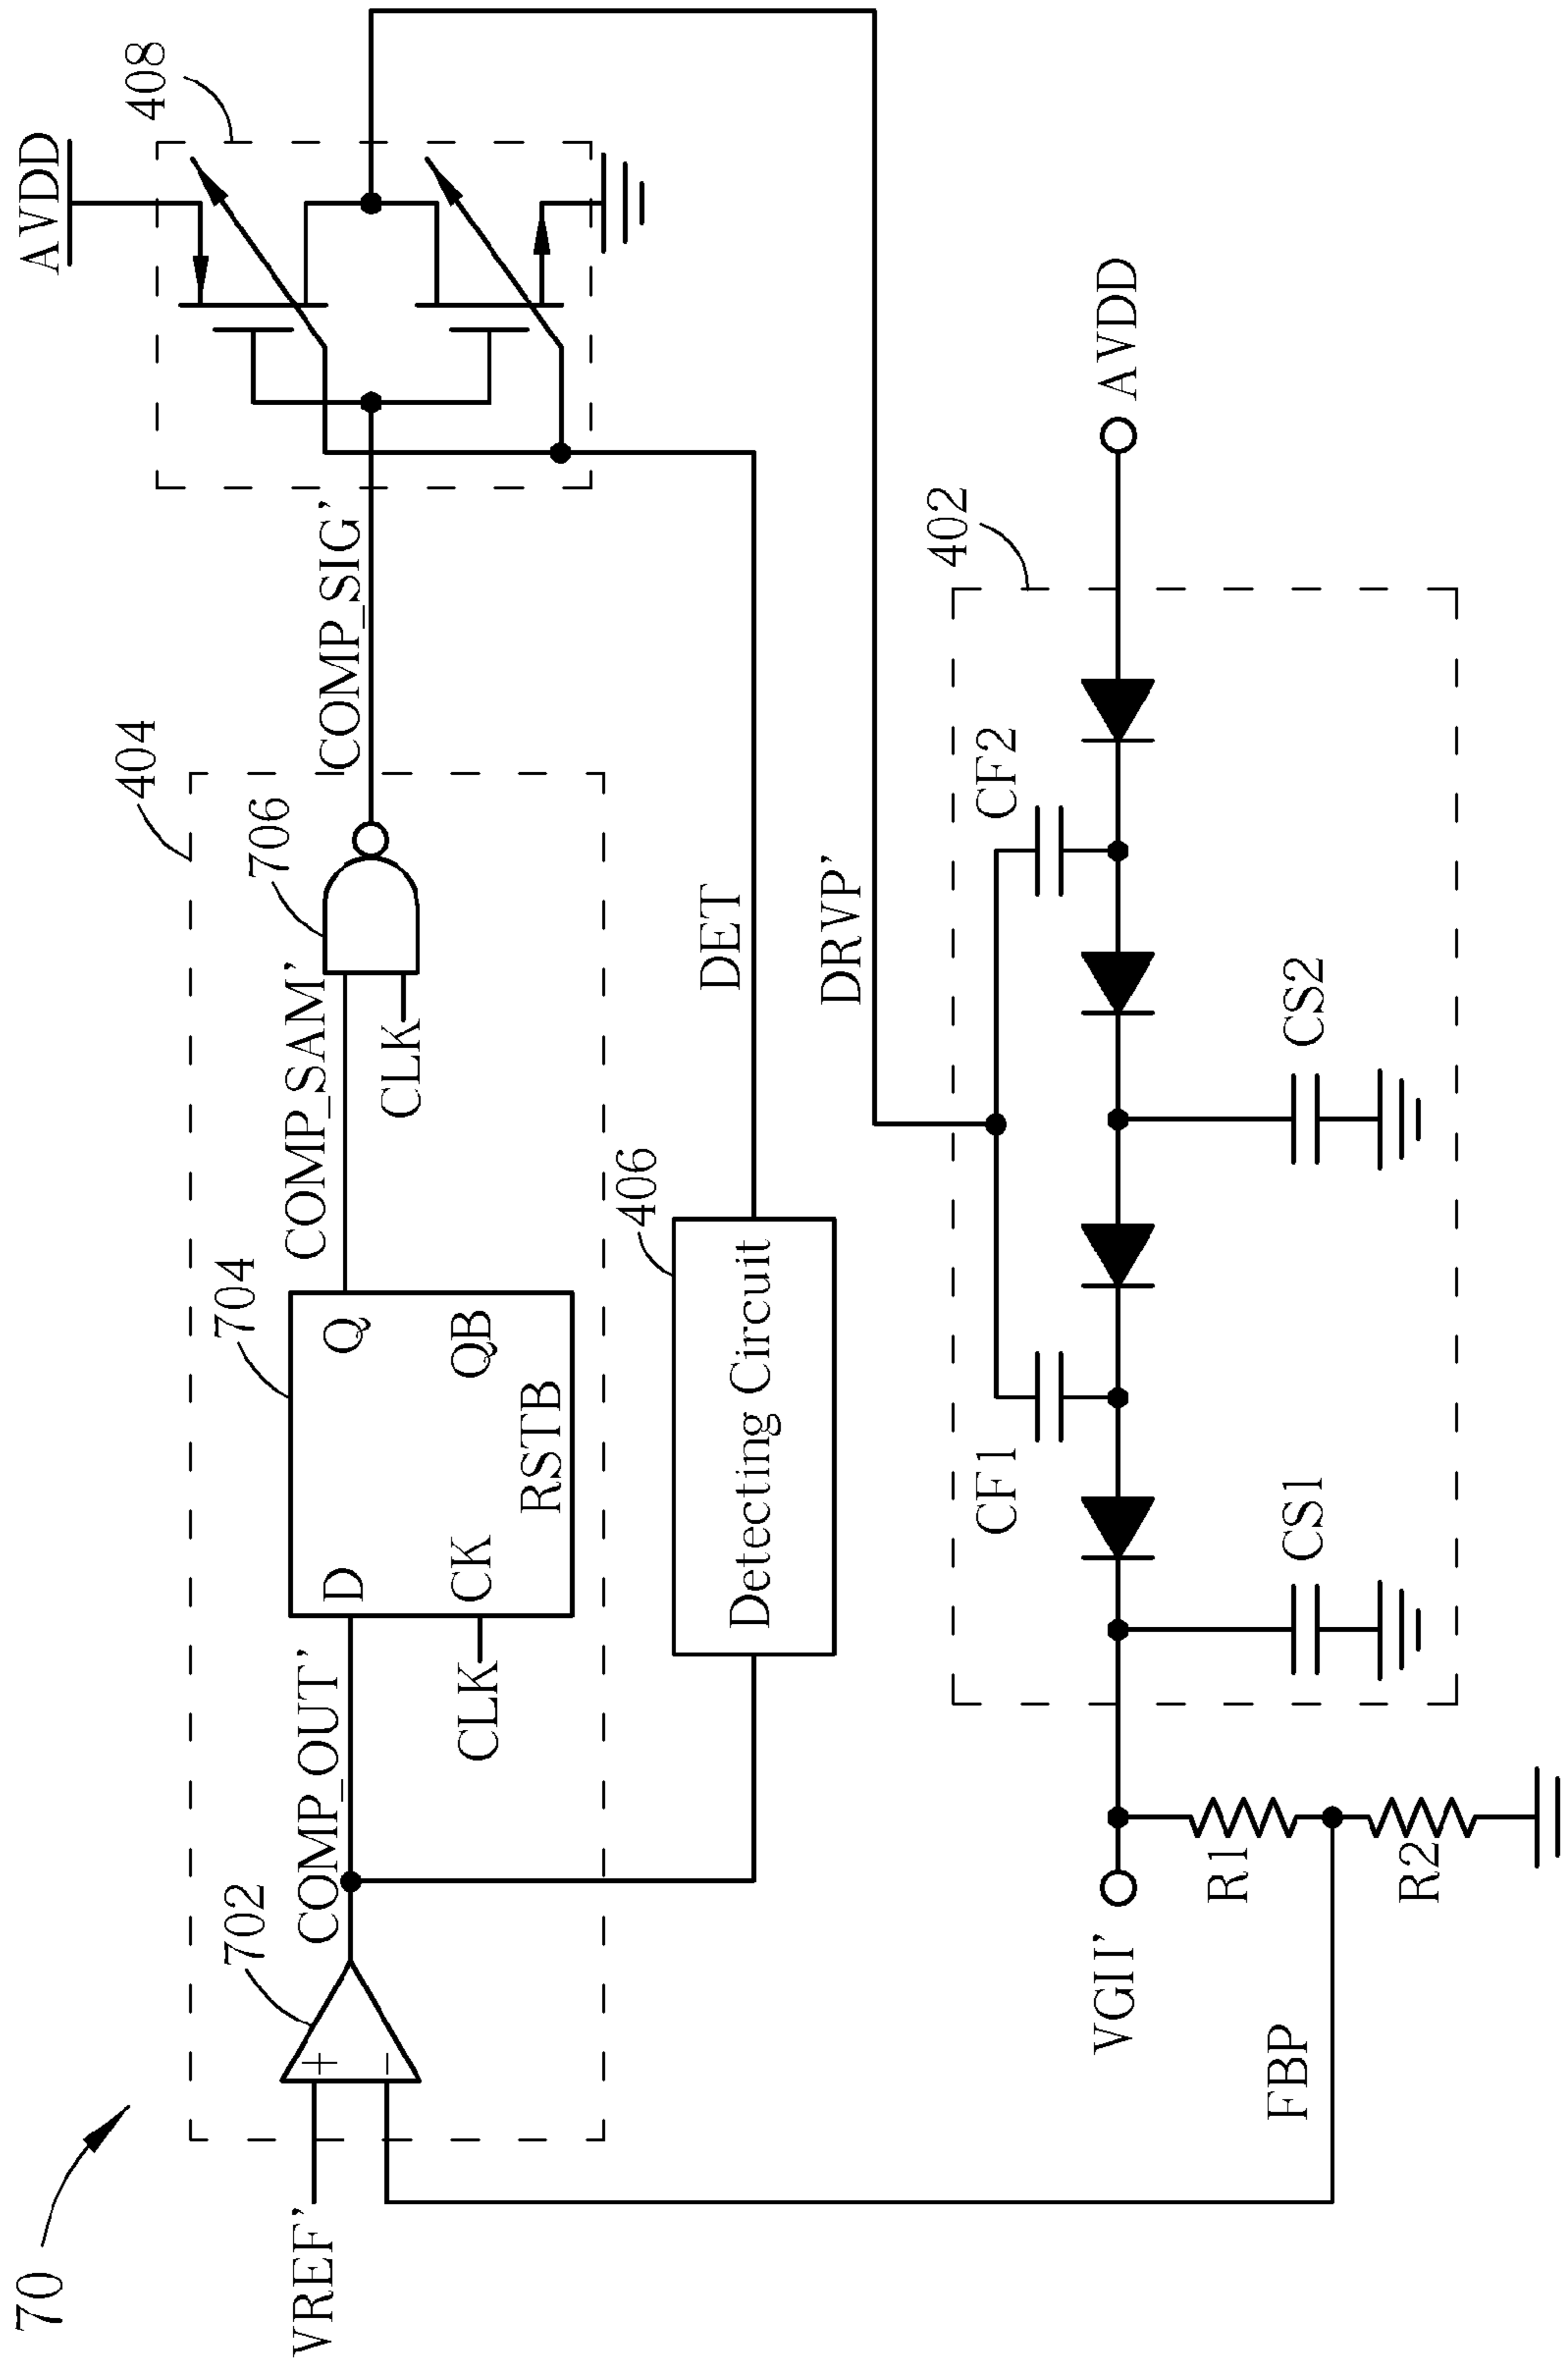 70
VREF'
702
COMP_OUT'
404
704
D
Q
CK
QB
RSTB
CLK
COMP_SAM'
706
CLK
COMP_SIG'
AVDD
408
406
Detecting Circuit
DET
DRVP'
402
CF1
CF2
AVDD
VGH'
CS1
CS2
R1
FBP
R2